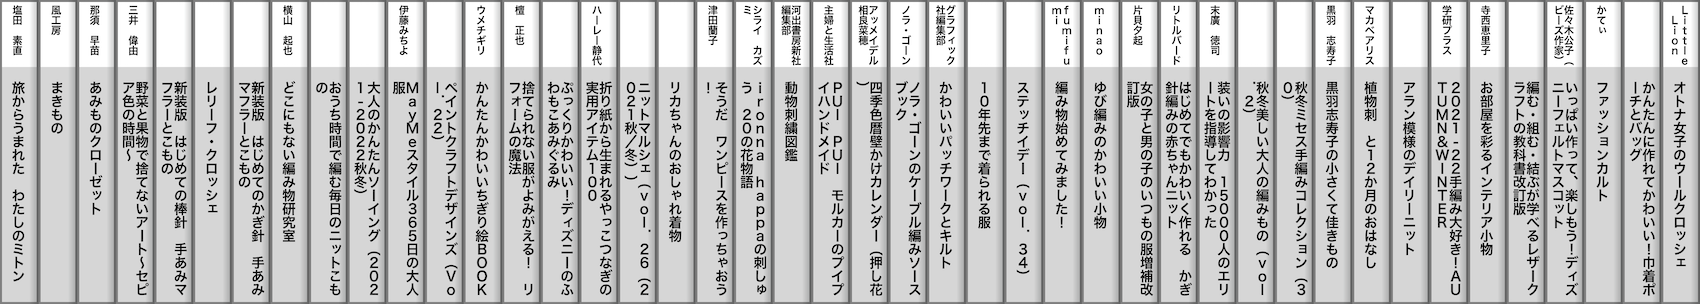 Little Lion
オトナ女子のウールクロッシェ
かんたんに作れてかわいい!巾着ポ
ーチとバッグ
かてぃ
ファッションカルト
佐々木公子(
ビーズ作家)
いっぱい作って、楽しもう!ディズ
ニーフェルトマスコット
編む・組む・結ぶが学べるレザーク
ラフトの教科書改訂版
寺西恵里子
お部屋を彩るインテリア小物
学研プラス
2021-22手編み大好き!AU
TUMN&WINTER
アラン模様のデイリーニット
マカベアリス
植物刺 と12か月のおはなし
黒羽 志寿子
黒羽志寿子の小さくて佳きもの
秋冬ミセス手編みコレクション(3
0)
秋冬美しい大人の編みもの(vol
.2)
末廣 徳司
装いの影響力 15000人のエリ
ートを指導してわかった
リトルバード
はじめてでもかわいく作れる かぎ
針編みの赤ちゃんニット
片貝夕起
女の子と男の子のいつもの服増補改
訂版
minao
ゆび編みのかわいい小物
fumifu
mi
編み物始めてみました!
ステッチイデー(vol.34)
10年先まで着られる服
グラフィック
社編集部
かわいいパッチワークとキルト
ノラ・ゴーン
ノラ・ゴーンのケーブル編みソース
ブック
アッメイデル
相良菜穂
四季色暦壁かけカレンダー(押し花
)
主婦と生活社
PUI PUI モルカーのプイプ
イハンドメイド
河出書房新社
編集部
動物刺繍図鑑
シライ カズ
ミ
ironna happaの刺しゅ
う 20の花物語
津田蘭子
そうだ ワンピースを作っちゃおう
!
リカちゃんのおしゃれ着物
ニットマルシェ(vol.26(2
021秋/冬))
ハーレー静代
折り紙から生まれるやっこつなぎの
実用アイテム100
ぷっくりかわいい!ディズニーのふ
わもこあみぐるみ
檀 正也
捨てられない服がよみがえる! リ
フォームの魔法
ウメチギリ
かんたんかわいいちぎり絵BOOK
ペイントクラフトデザインズ(Vo
l.22)
伊藤みちよ
May Meスタイル365日の大人
服
大人のかんたんソーイング(202
1-2022秋冬)
おうち時間で編む毎日のニットこも
の
横山 起也
どこにもない編み物研究室
新装版 はじめてのかぎ針 手あみ
マフラーとこもの
レリーフ・クロッシェ
新装版 はじめての棒針 手あみマ
フラーとこもの
三井 偉由
野菜と果物で捨てないアート～セピ
ア色の時間～
那須 早苗
あみものクローゼット
風工房
まきもの
塩田 素直
旅からうまれた わたしのミトン